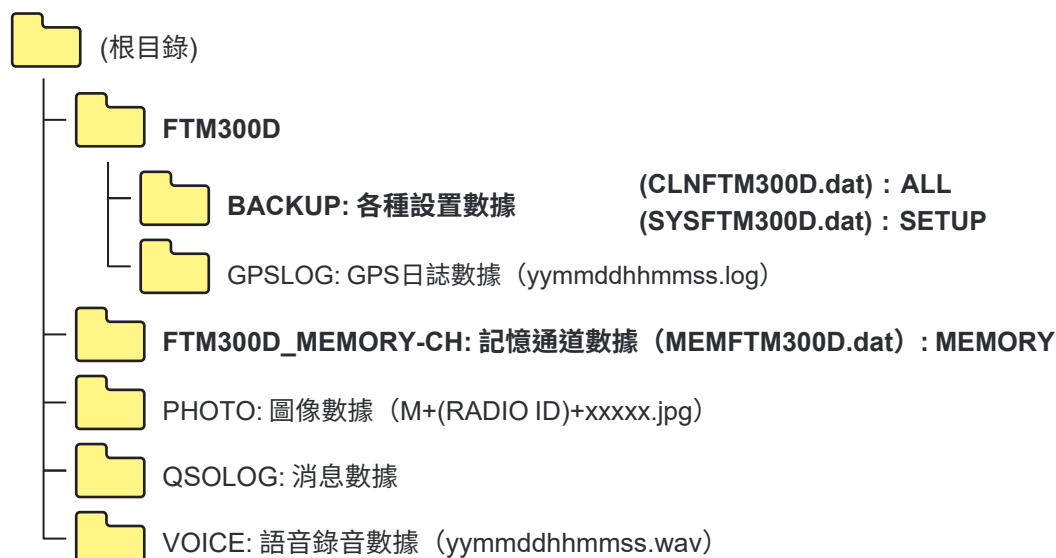 (根目錄)
FTM300D
BACKUP: 各種設置數據
(CLNFTM300D.dat)：ALL
(SYSFTM300D.dat)：SETUP
GPSLOG: GPS日誌數據（yymmddhhmmss.log）
FTM300D_MEMORY-CH: 記憶通道數據（MEMFTM300D.dat）: MEMORY
PHOTO: 圖像數據（M+(RADIO ID)+xxxxx.jpg）
QSOLOG: 消息數據
VOICE: 語音錄音數據（yymmddhhmmss.wav）